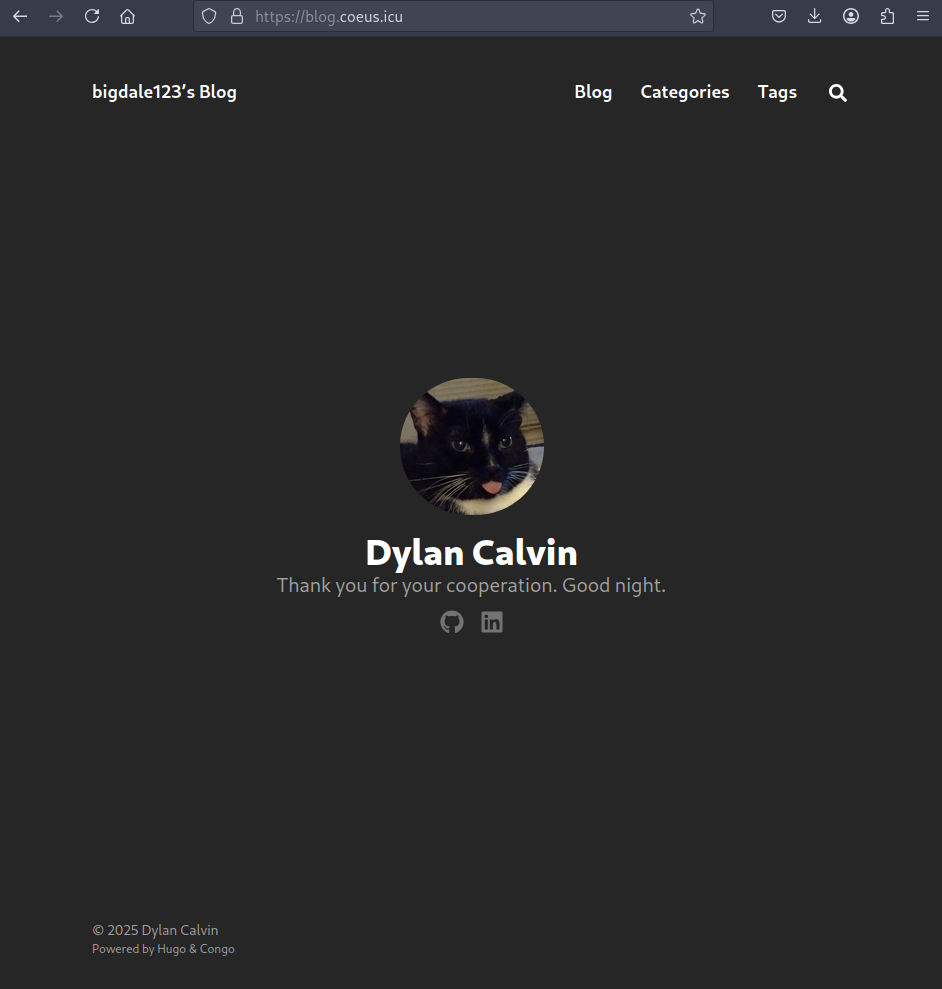 https://blog.coeus.icu
bigdale123's Blog
Blog Categories Tags
Dylan Calvin
Thank you for your cooperation. Good night.
© 2025 Dylan Calvin
Powered by Hugo & Congo